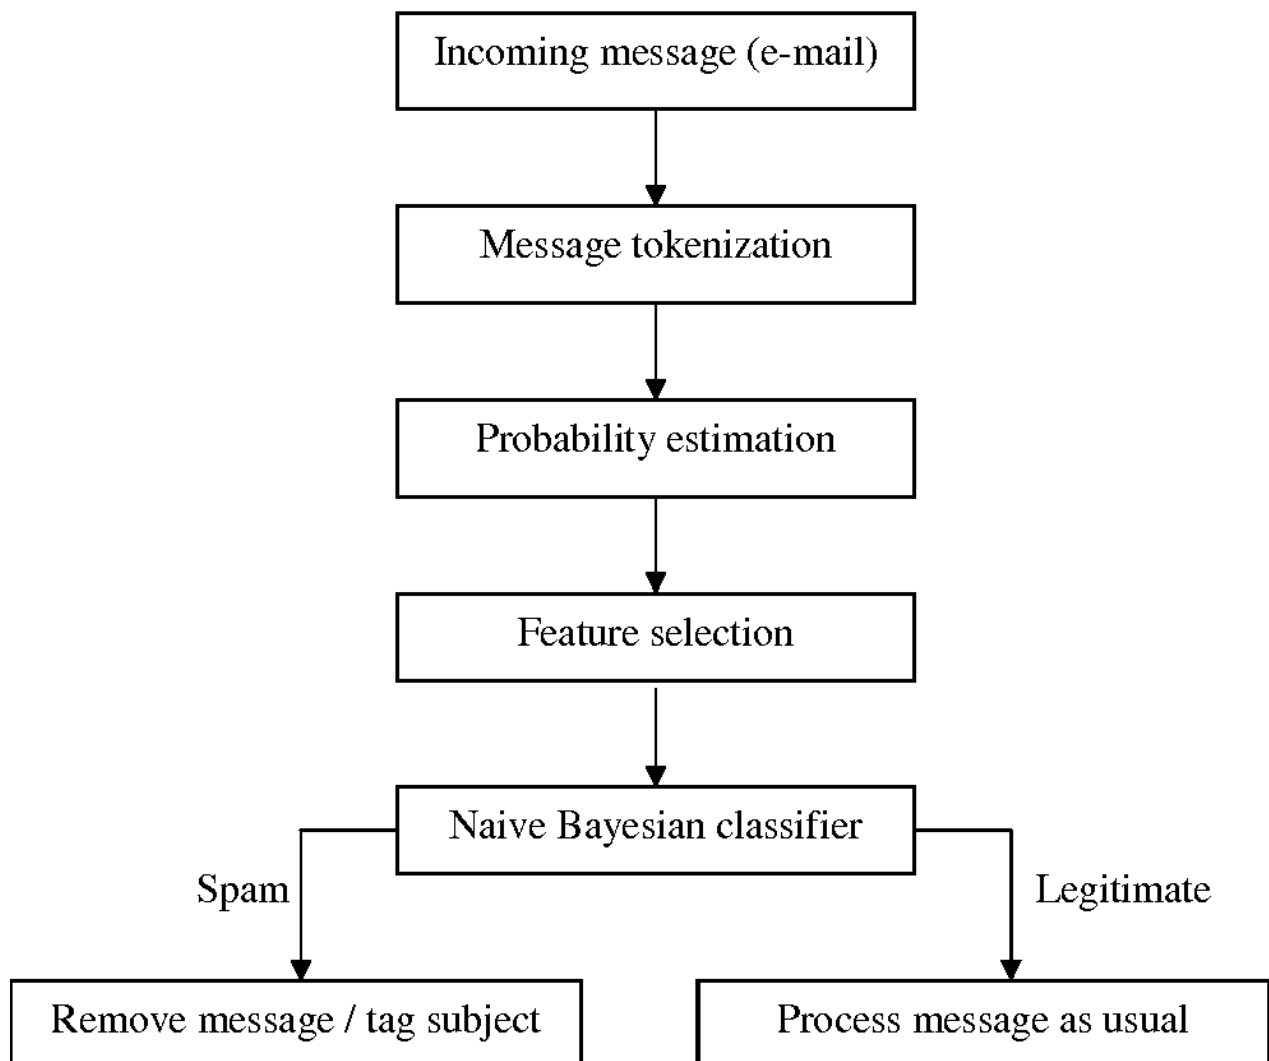 Incoming message (e-mail)
Message tokenization
Probability estimation
Feature selection
Naive Bayesian classifier
Spam
Legitimate
Remove message / tag subject
Process message as usual